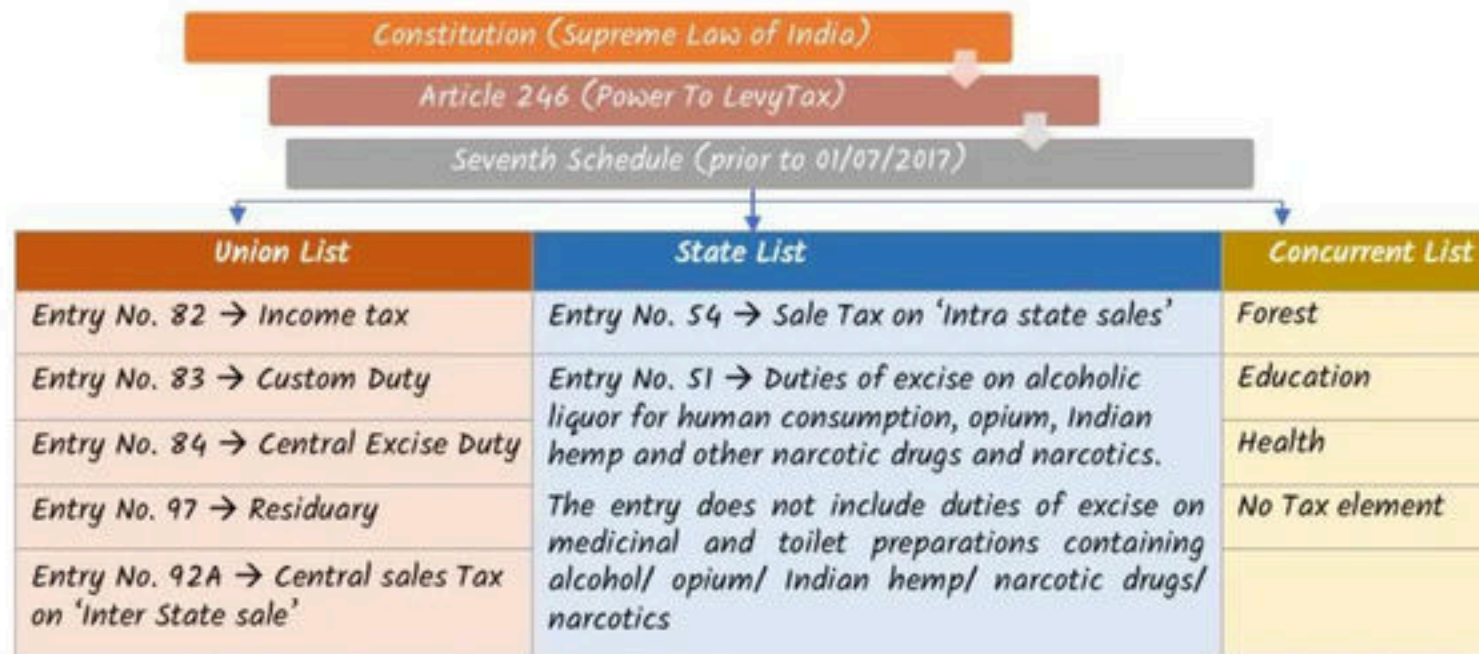 Constitution (Supreme Law of India)
Article 246 (Power To LevyTax)
Seventh Schedule (prior to 01/07/2017)
Union List
Entry No. 82 → Income tax
Entry No. 83 → Custom Duty
Entry No. 84 → Central Excise Duty
Entry No. 97 → Residuary
Entry No. 92A → Central sales Tax
on ‘Inter State sale’
State List
Entry No. 54 → Sale Tax on ‘Intra state sales’
Entry No. 51 → Duties of excise on alcoholic
liquor for human consumption, opium, Indian
hemp and other narcotic drugs and narcotics.
The entry does not include duties of excise on
medicinal and toilet preparations containing
alcohol/ opium/ Indian hemp/ narcotic drugs/
narcotics
Concurrent List
Forest
Education
Health
No Tax element